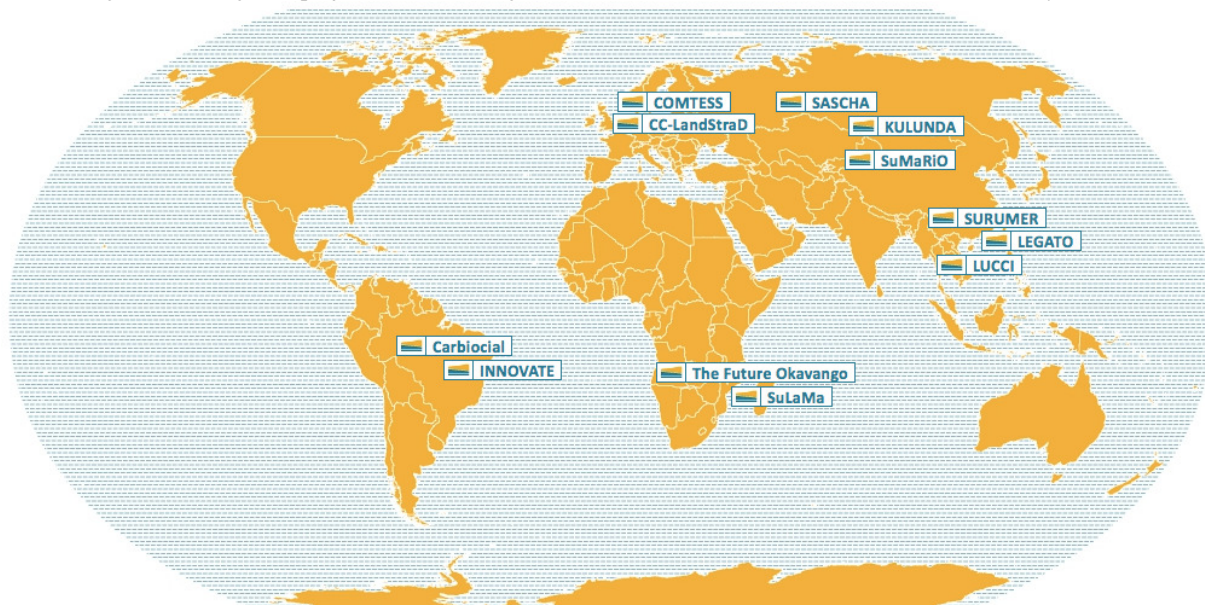 COMTESS
SASCHA
CC-LandStraD
KULUNDA
SuMaRiO
SURUMER
LEGATO
LUCCI
Carbiocial
INNOVATE
The Future Okavango
SuLaMa